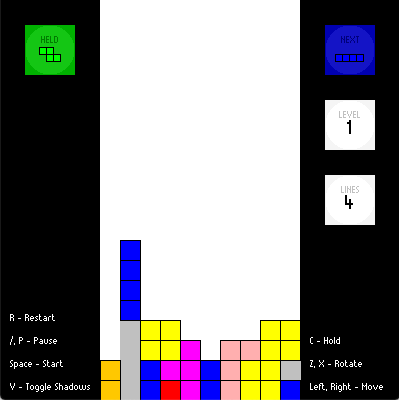 HELD
NEXT
LEVEL
1
LINES
4
R - Restart
/, P - Pause
Space - Start
V - Toggle Shadows
C - Hold
Z, X - Rotate
Left, Right - Move